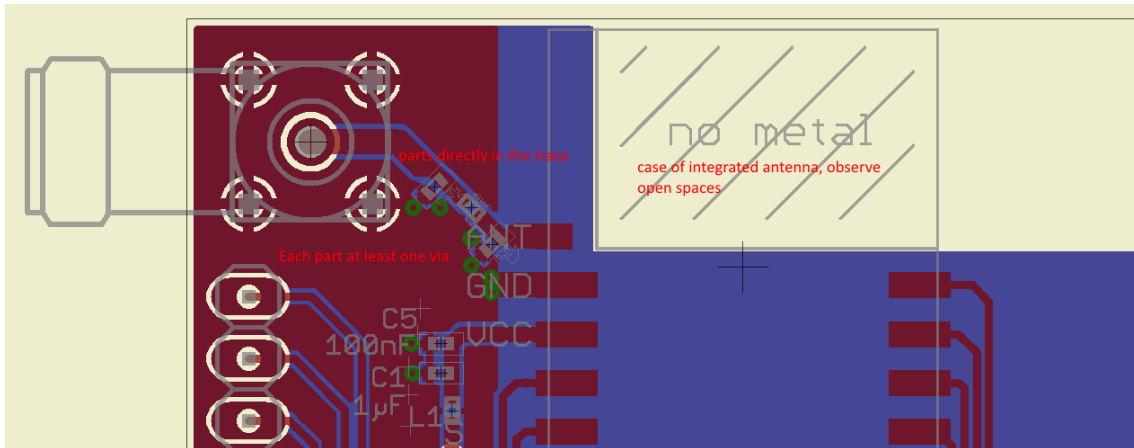 no metal
parts directly in the trace
case of integrated antenna, observe
open spaces
ANT
Each part at least one via
GND
C5
100nF
VCC
C1
1µF
L1